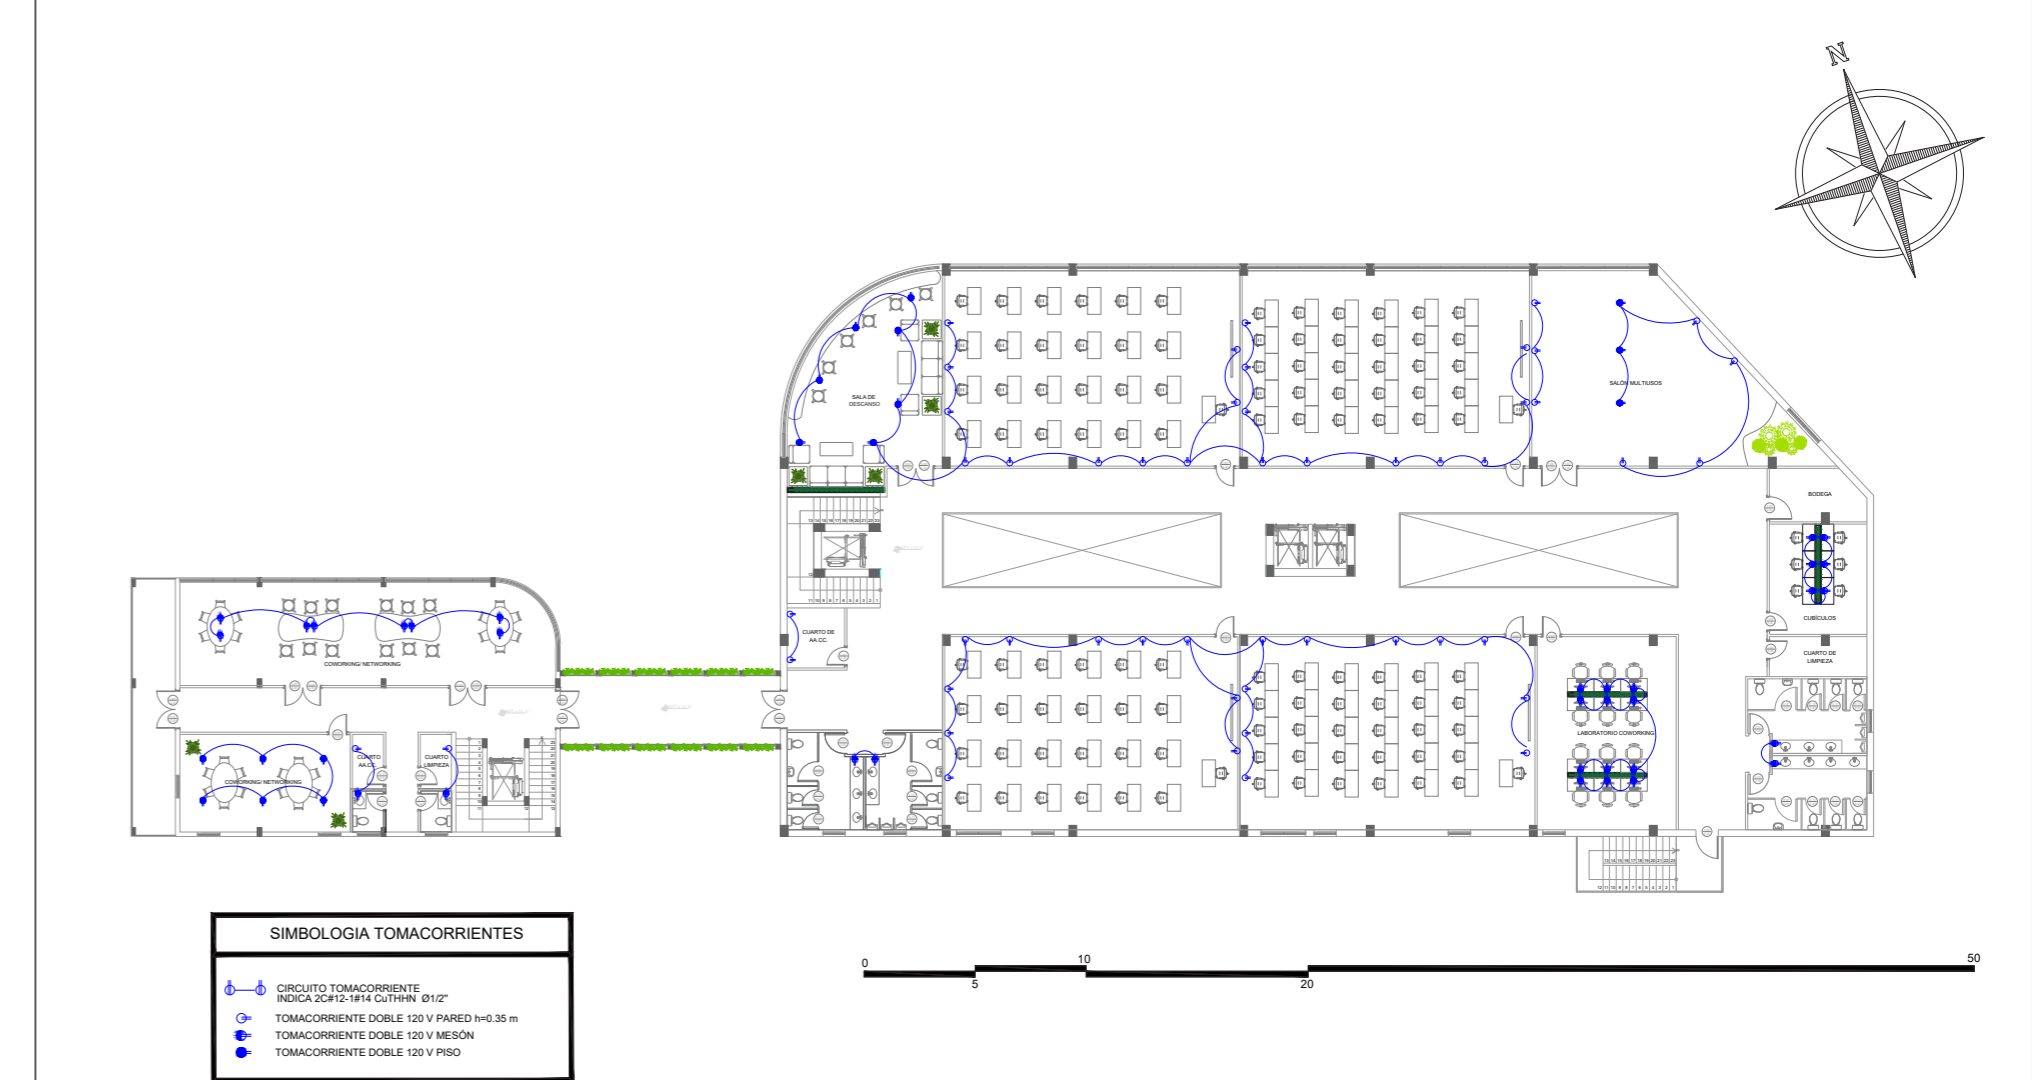 N
SALA DE
DESCANSO
SALÓN MULTIUSOS
BODEGA
CUBÍCULOS
CUARTO DE
LIMPIEZA
CUARTO DE
AA.CC.
COWORKING/ NETWORKING
CUARTO
AA.CC
CUARTO
LIMPIEZA
COWORKING/ NETWORKING
LABORATORIO COWORKING
SIMBOLOGIA TOMACORRIENTES
CIRCUITO TOMACORRIENTE
INDICA 2C#12-1#14 CuTHHN Ø1/2"
TOMACORRIENTE DOBLE 120 V PARED h=0.35 m
TOMACORRIENTE DOBLE 120 V MESÓN
TOMACORRIENTE DOBLE 120 V PISO
0 10 50
5 20